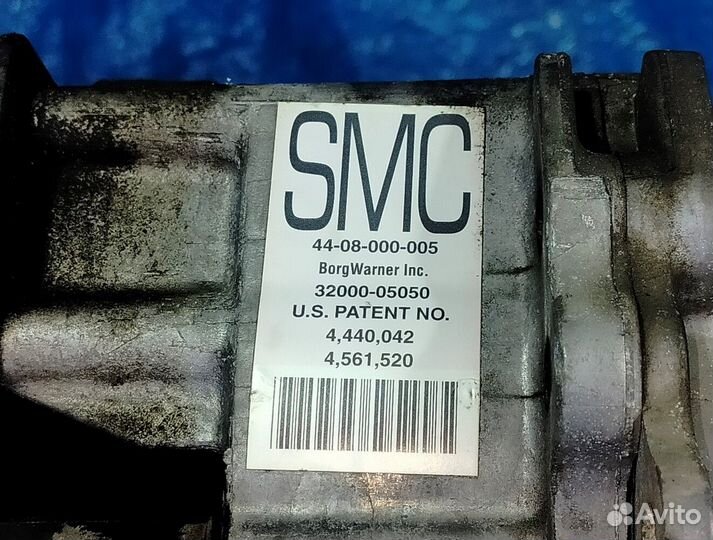 SMC
44-08-000-005
BorgWarner Inc.
32000-05050
U.S. PATENT NO.
4,440,042
4,561,520
Avito